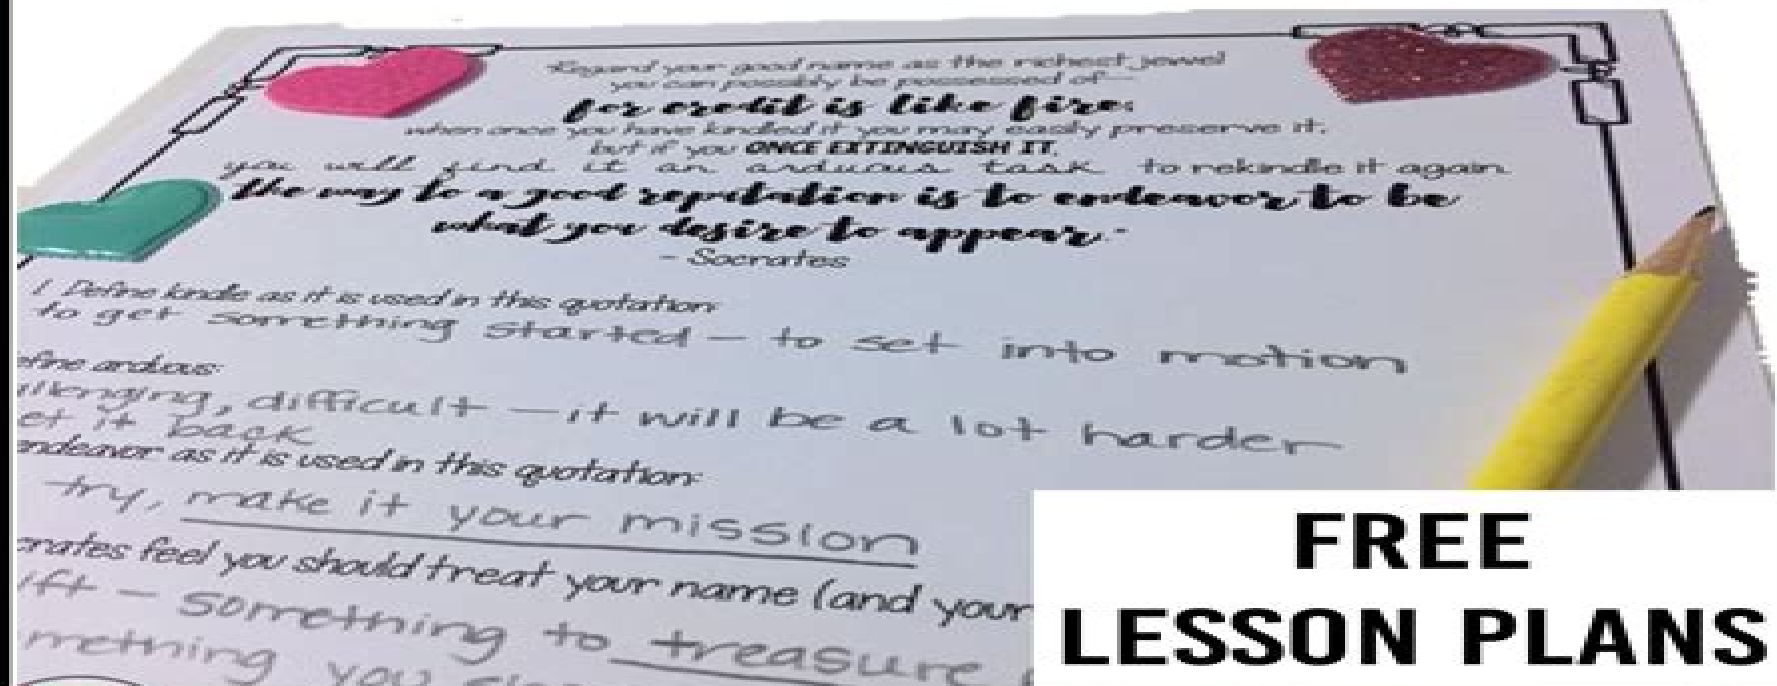 "Regard your good name as the richest jewel
you can possibly be possessed of—
for credit is like fire;
when once you have kindled it you may easily preserve it,
but if you ONCE EXTINGUISH IT,
you will find it an arduous task to rekindle it again.
The way to a good reputation is to endeavor to be
what you desire to appear."
- Socrates
1. Define kindle as it is used in this quotation:
to get something started — to set into motion
efine arduous:
allenging, difficult — it will be a lot harder
et it back
endeavor as it is used in this quotation:
try, make it your mission
crates feel you should treat your name (and your
ift — something to treasure
mething you
FREE
LESSON PLANS